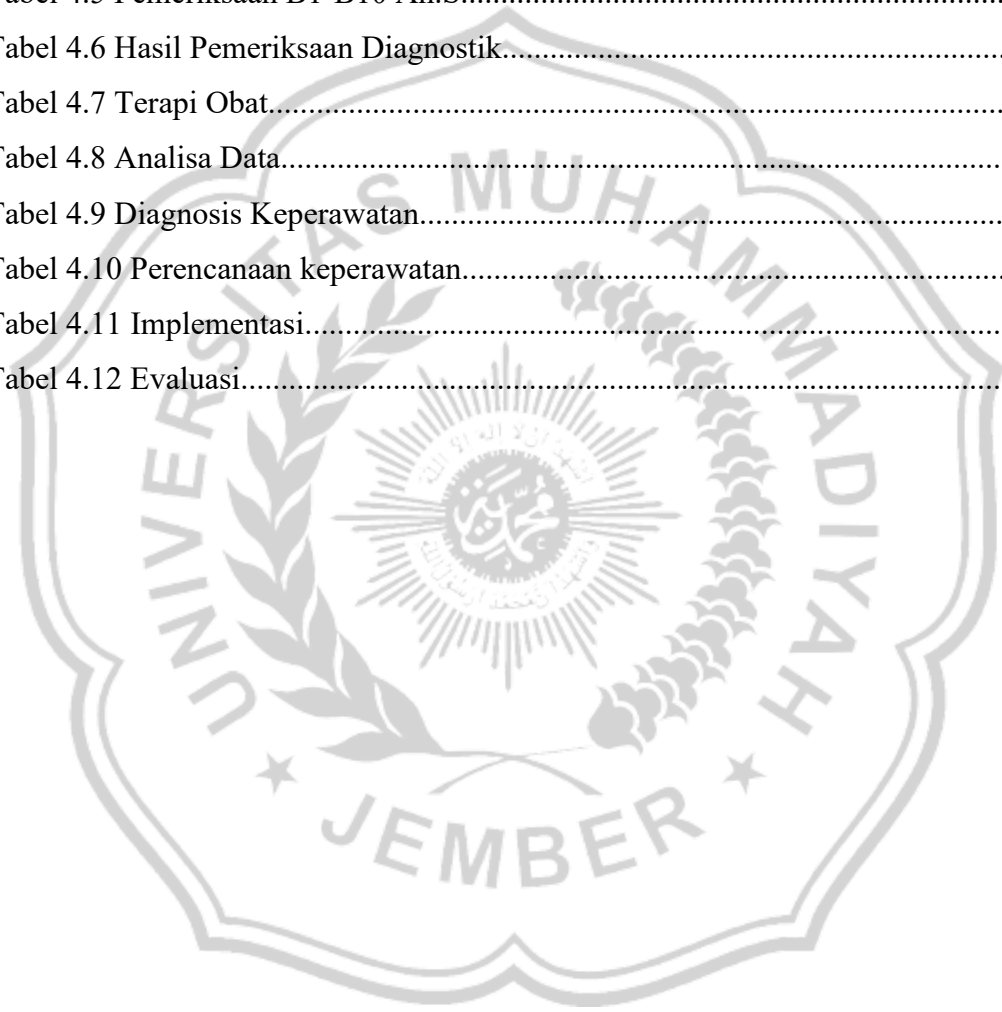 Tabel 4.6 Hasil Pemeriksaan Diagnostik.....................................................
Tabel 4.7 Terapi Obat.....................................................
Tabel 4.8 Analisa Data.....................................................
Tabel 4.9 Diagnosis Keperawatan.....................................................
Tabel 4.10 Perencanaan keperawatan.....................................................
Tabel 4.11 Implementasi.....................................................
Tabel 4.12 Evaluasi.....................................................
UNIVERSITAS MUHAMMADIYAH
JEMBER